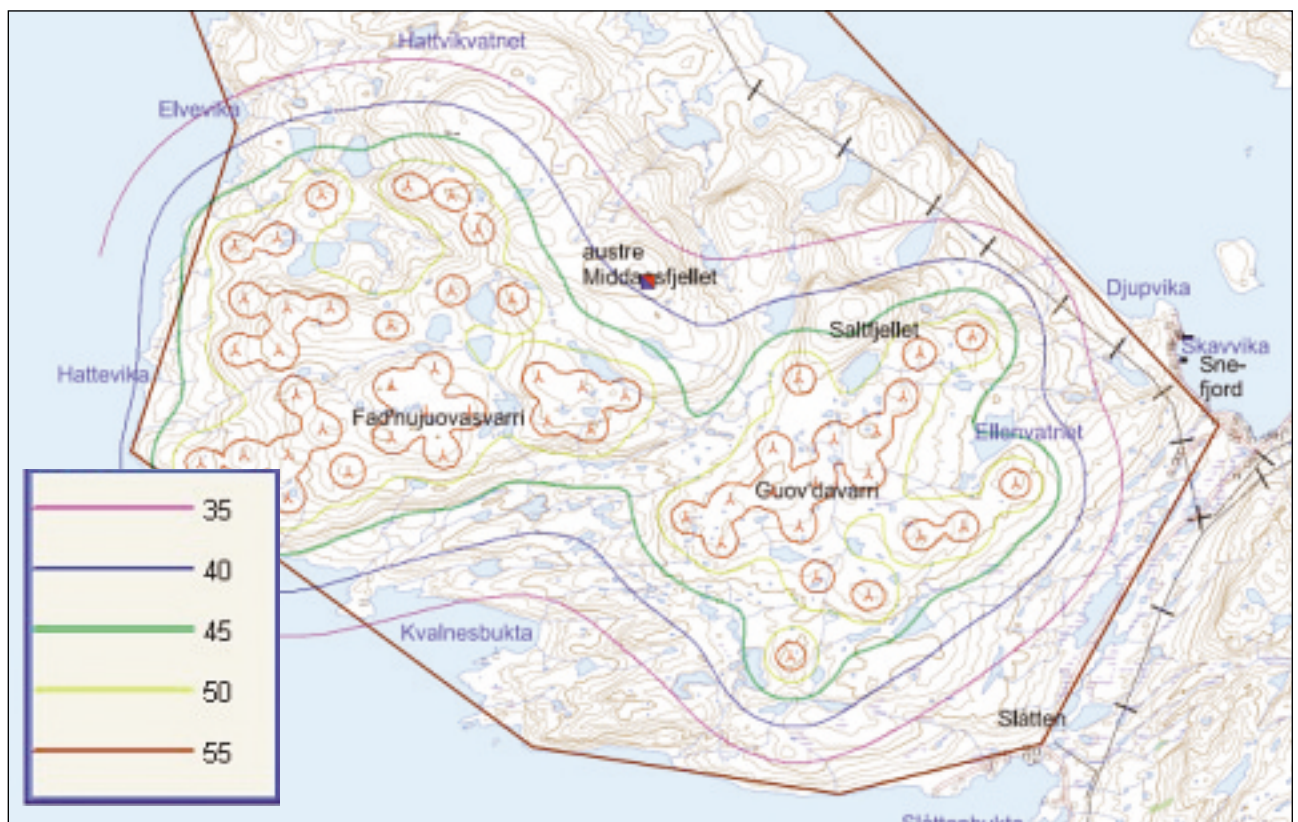 Hattvikvatnet
Elvevika
austre
Middagsfjellet
Djupvika
Saltfjellet
Skavvika
Sne-
fjord
Hattevika
Fad'nujuovasvarri
Ellenvatnet
Guov'davarri
35
40
45
50
55
Kvalnesbukta
Slåtten
Slåttenbukta